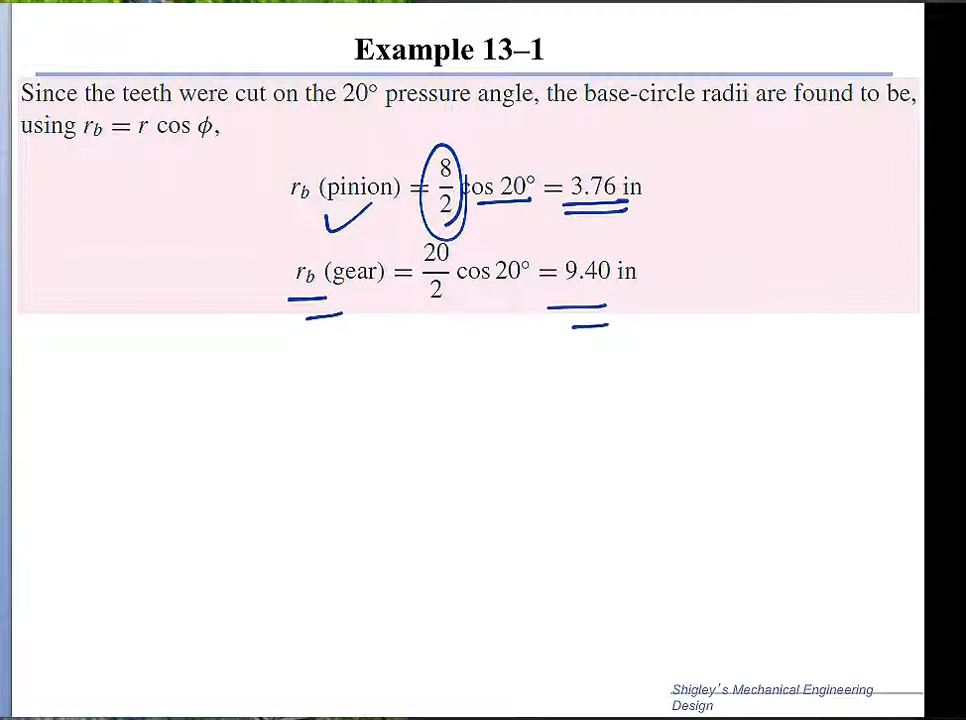 Example 13–1
Since the teeth were cut on the 20° pressure angle, the base-circle radii are found to be,
using r_b = r cos ϕ,
r_b (pinion) = 8/2 cos 20° = 3.76 in
r_b (gear) = 20/2 cos 20° = 9.40 in
Shigley's Mechanical Engineering
Design